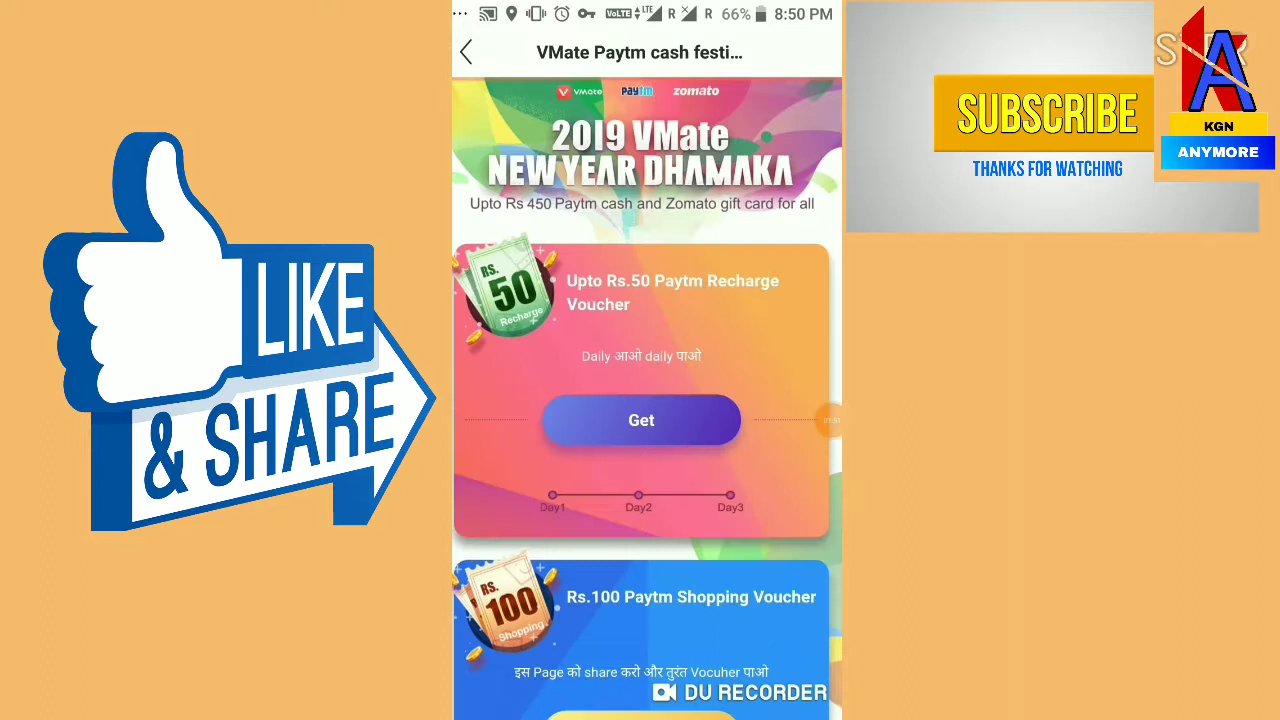 LIKE
& SHARE
VoLTE LTE R R 66% 8:50 PM
VMate Paytm cash festi...
VMate Paytm zomato
2019 VMate
NEW YEAR DHAMAKA
Upto Rs 450 Paytm cash and Zomato gift card for all
RS.
50
Recharge
Upto Rs.50 Paytm Recharge
Voucher
Daily आओ daily पाओ
Get
Day1 Day2 Day3
RS.
100
Shopping
Rs.100 Paytm Shopping Voucher
इस Page को share करो और तुरंत Vocuher पाओ
DU RECORDER
SUBSCRIBE
THANKS FOR WATCHING
A
KGN
ANYMORE